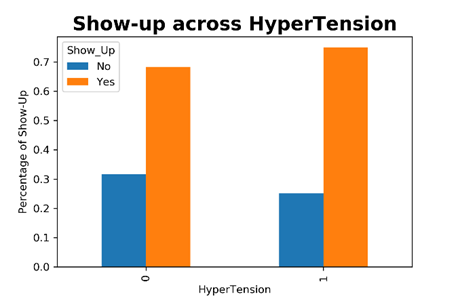 Show-up across HyperTension
Show_Up
No
Yes
Percentage of Show-Up
0.7
0.6
0.5
0.4
0.3
0.2
0.1
0.0
0
1
HyperTension